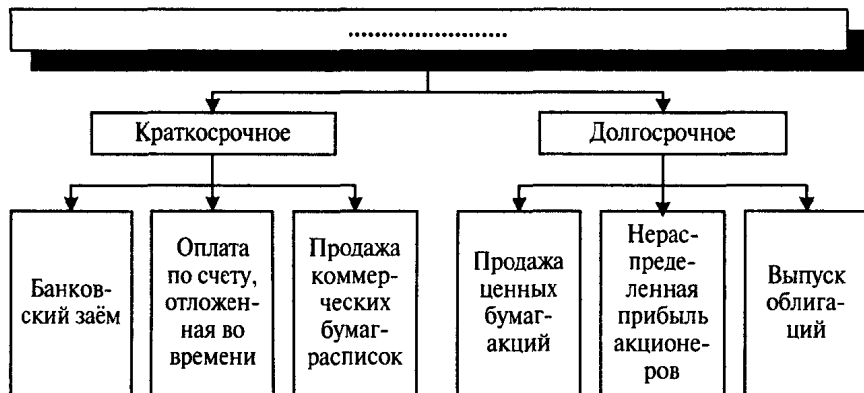 ........................
Краткосрочное
Долгосрочное
Банков-
ский заём
Оплата
по счету,
отложен-
ная во
времени
Продажа
коммер-
ческих
бумаг-
расписок
Продажа
ценных
бумаг-
акций
Нерас-
преде-
ленная
прибыль
акционе-
ров
Выпуск
облига-
ций